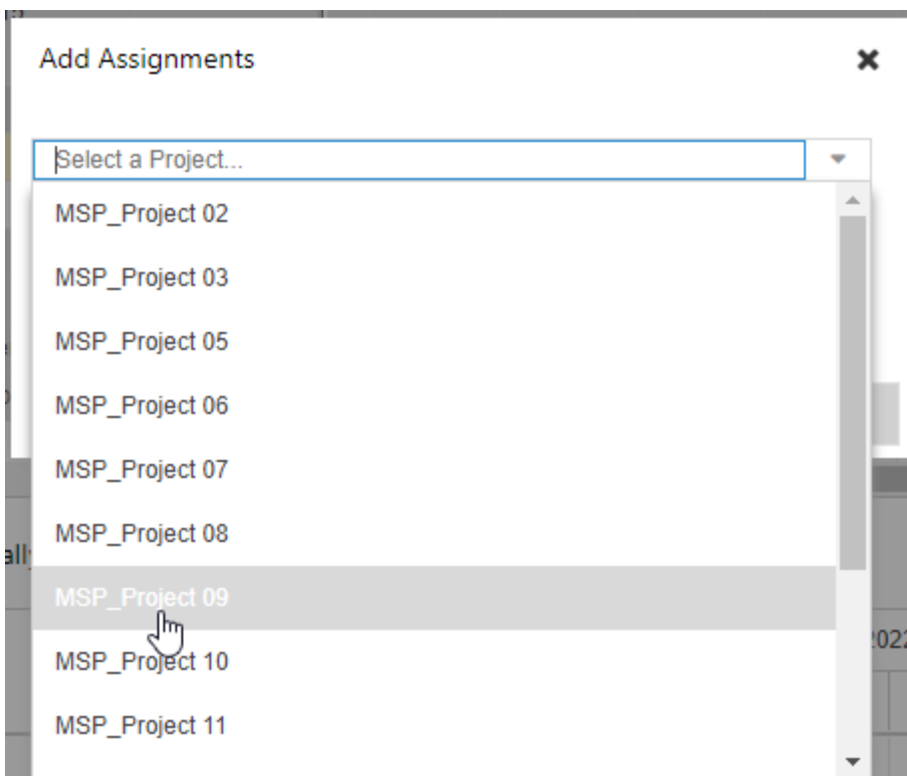 Add Assignments
Select a Project...
MSP_Project 02
MSP_Project 03
MSP_Project 05
MSP_Project 06
MSP_Project 07
MSP_Project 08
MSP_Project 09
MSP_Project 10
MSP_Project 11